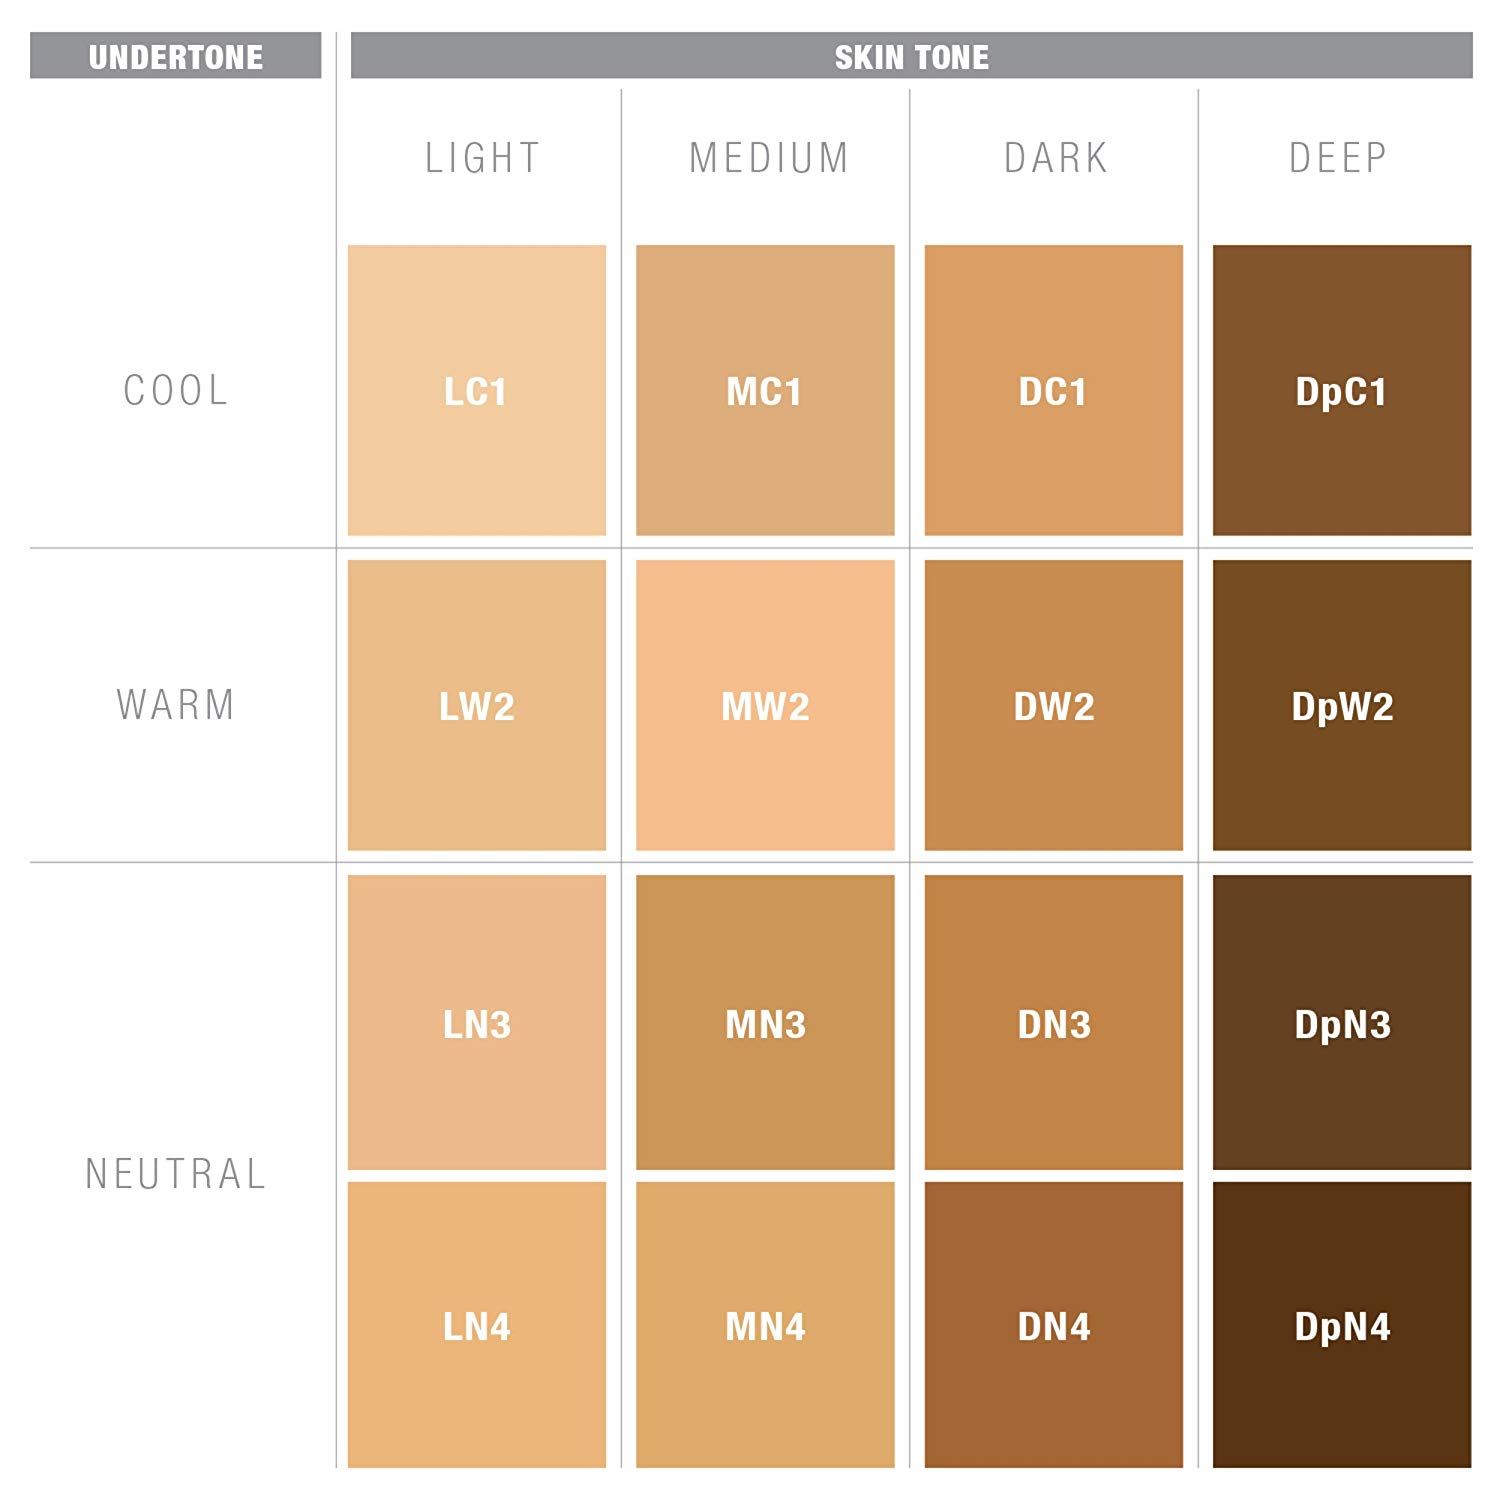 UNDERTONE
SKIN TONE
LIGHT
MEDIUM
DARK
DEEP
COOL
LC1
MC1
DC1
DpC1
WARM
LW2
MW2
DW2
DpW2
NEUTRAL
LN3
MN3
DN3
DpN3
LN4
MN4
DN4
DpN4